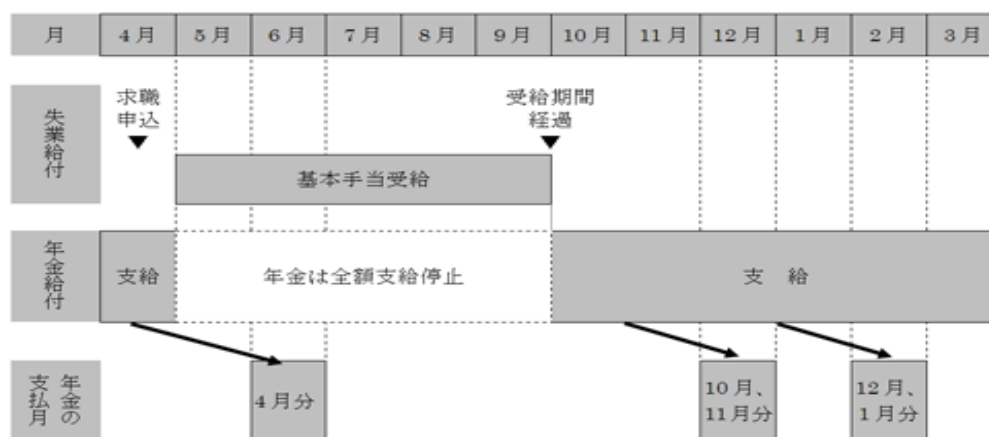 月 4月 5月 6月 7月 8月 9月 10月 11月 12月 1月 2月 3月
失業給付
求職
申込
受給期間
経過
基本手当受給
年金給付
支給
年金は全額支給停止
支 給
年金の
支払月
4月分
10月、
11月分
12月、
1月分